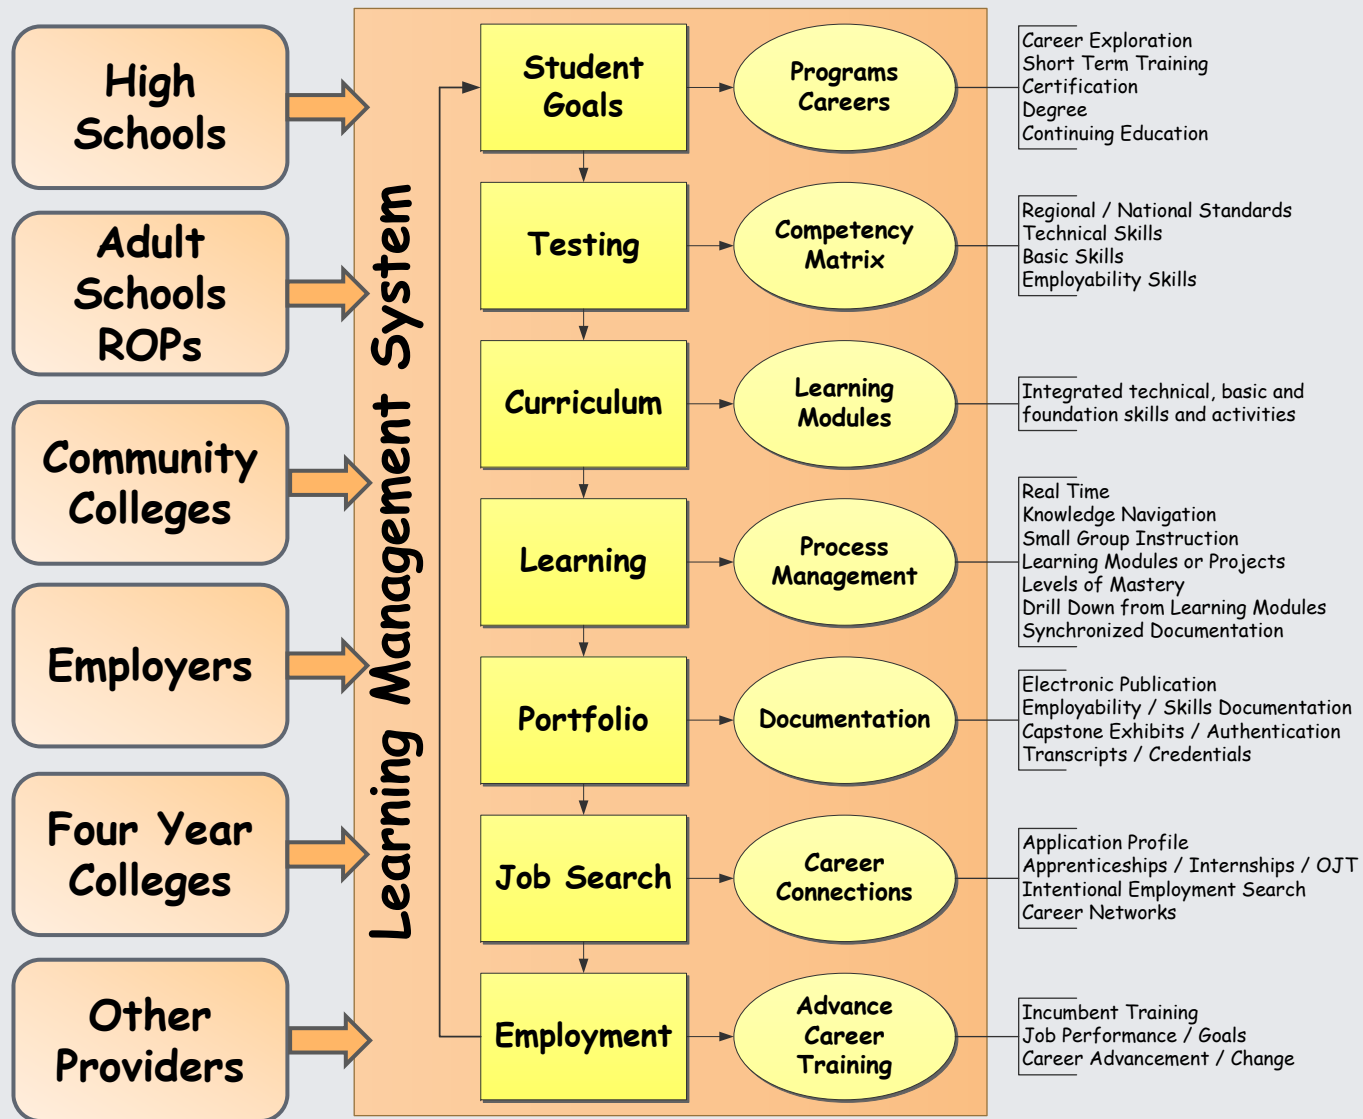 High
Schools
Adult
Schools
ROPs
Community
Colleges
Employers
Four Year
Colleges
Other
Providers
Learning Management System
Student
Goals
Programs
Careers
Career Exploration
Short Term Training
Certification
Degree
Continuing Education
Testing
Competency
Matrix
Regional / National Standards
Technical Skills
Basic Skills
Employability Skills
Curriculum
Learning
Modules
Integrated technical, basic and
foundation skills and activities
Learning
Process
Management
Real Time
Knowledge Navigation
Small Group Instruction
Learning Modules or Projects
Levels of Mastery
Drill Down from Learning Modules
Synchronized Documentation
Portfolio
Documentation
Electronic Publication
Employability / Skills Documentation
Capstone Exhibits / Authentication
Transcripts / Credentials
Job Search
Career
Connections
Application Profile
Apprenticeships / Internships / OJT
Intentional Employment Search
Career Networks
Employment
Advance
Career
Training
Incumbent Training
Job Performance / Goals
Career Advancement / Change